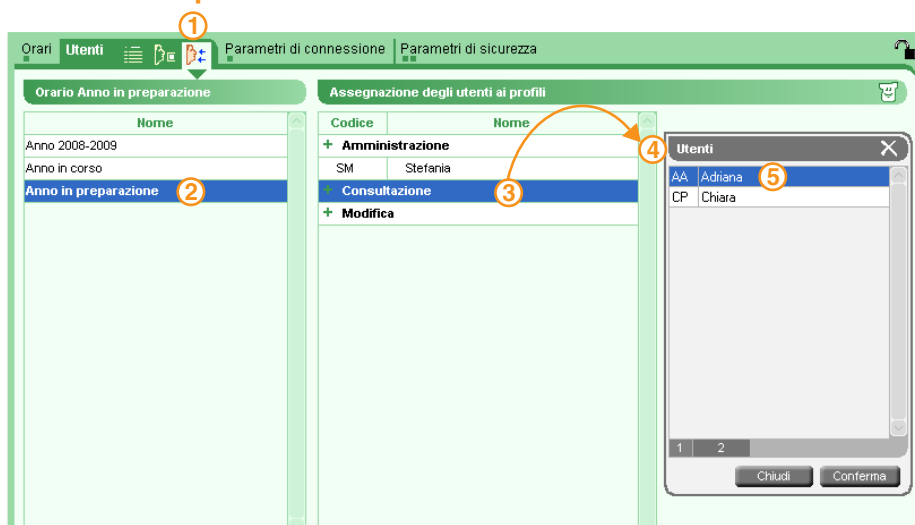 1
Orari Utenti Parametri di connessione Parametri di sicurezza
Orario Anno in preparazione
Nome
Anno 2008-2009
Anno in corso
Anno in preparazione 2
Assegnazione degli utenti ai profili
Codice Nome
+ Amministrazione
SM Stefania
+ Consultazione 3
+ Modifica
4
Utenti
AA Adriana 5
CP Chiara
1 2
Chiudi Conferma